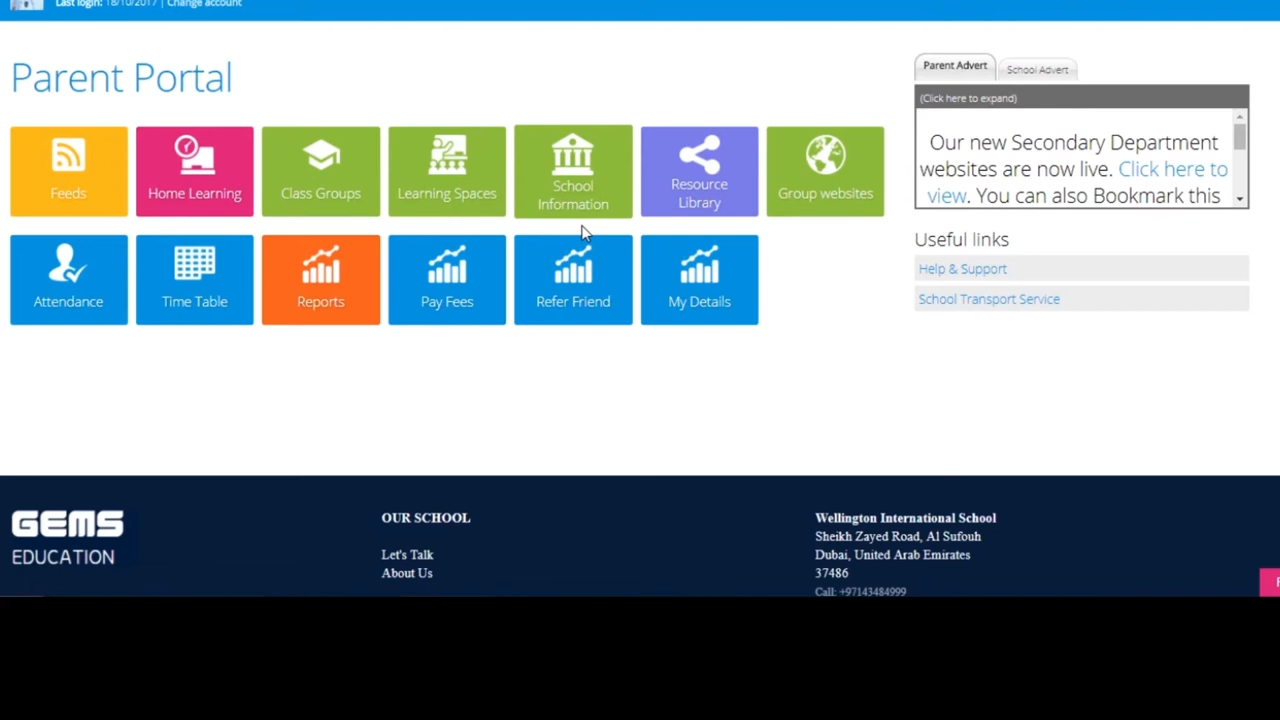 Last login: 18/10/2017 | Change account
Parent Portal
Feeds
Home Learning
Class Groups
Learning Spaces
School
Information
Resource
Library
Group websites
Attendance
Time Table
Reports
Pay Fees
Refer Friend
My Details
Parent Advert
School Advert
(Click here to expand)
Our new Secondary Department
websites are now live. Click here to
view. You can also Bookmark this
Useful links
Help & Support
School Transport Service
GEMS
EDUCATION
OUR SCHOOL
Let's Talk
About Us
Wellington International School
Sheikh Zayed Road, Al Sufouh
Dubai, United Arab Emirates
37486
Call: +97143484999